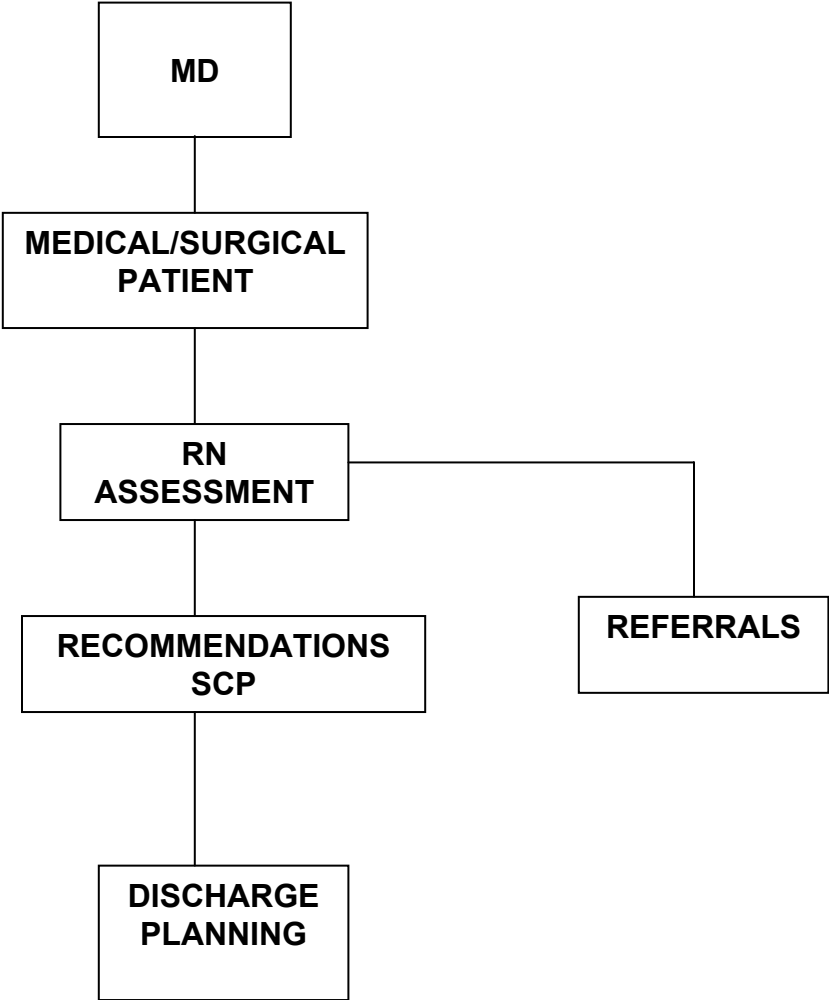 MD
MEDICAL/SURGICAL
PATIENT
RN
ASSESSMENT
RECOMMENDATIONS
SCP
REFERRALS
DISCHARGE
PLANNING